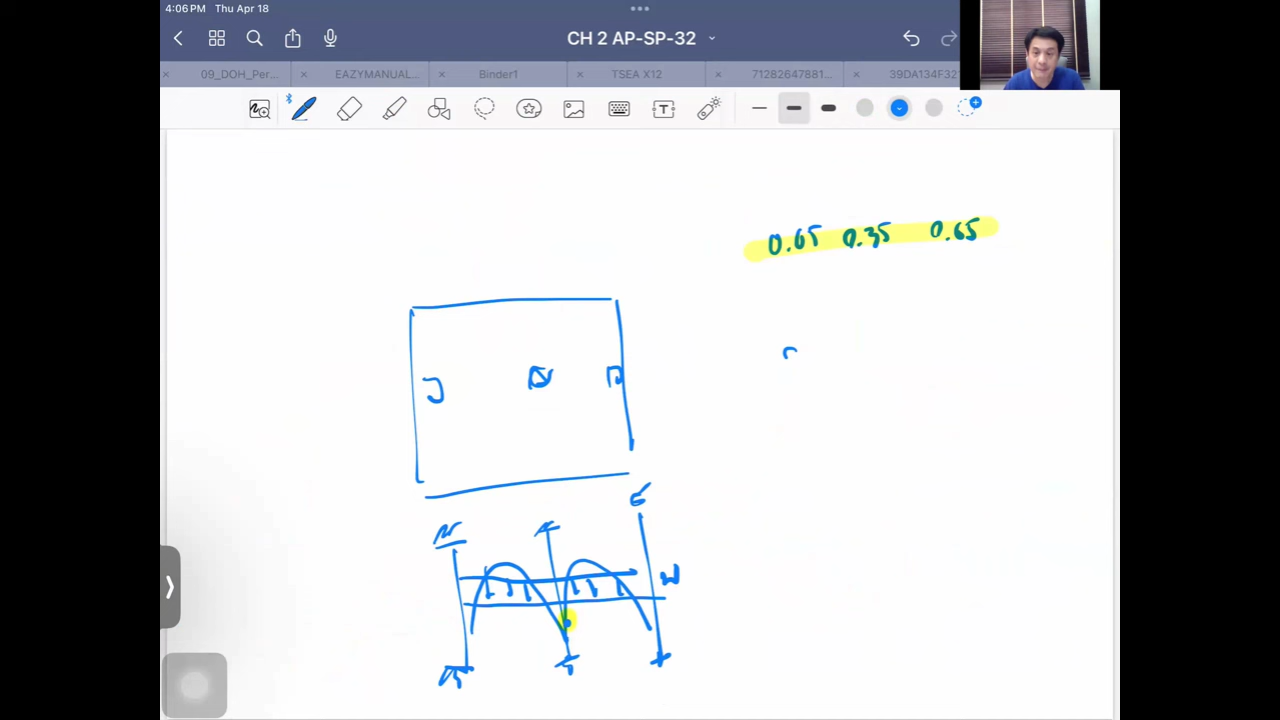 4:06 PM Thu Apr 18
CH 2 AP-SP-32
09_DOH_Per...
EAZYMANUAL...
Binder1
TSEA X12
71282647881...
39DA134F321
T
0.65 0.35 0.65
W